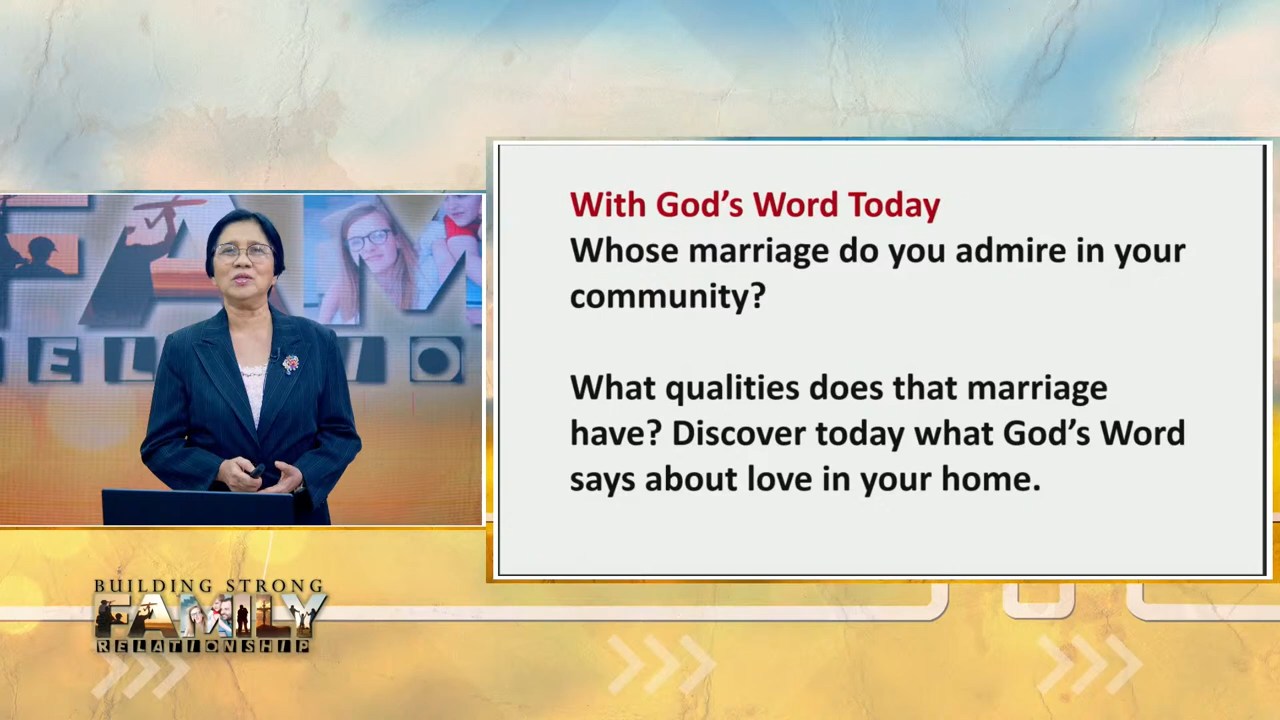 With God's Word Today
Whose marriage do you admire in your
community?
What qualities does that marriage
have? Discover today what God's Word
says about love in your home.
BUILDING STRONG
FAMILY
RELATIONSHIP